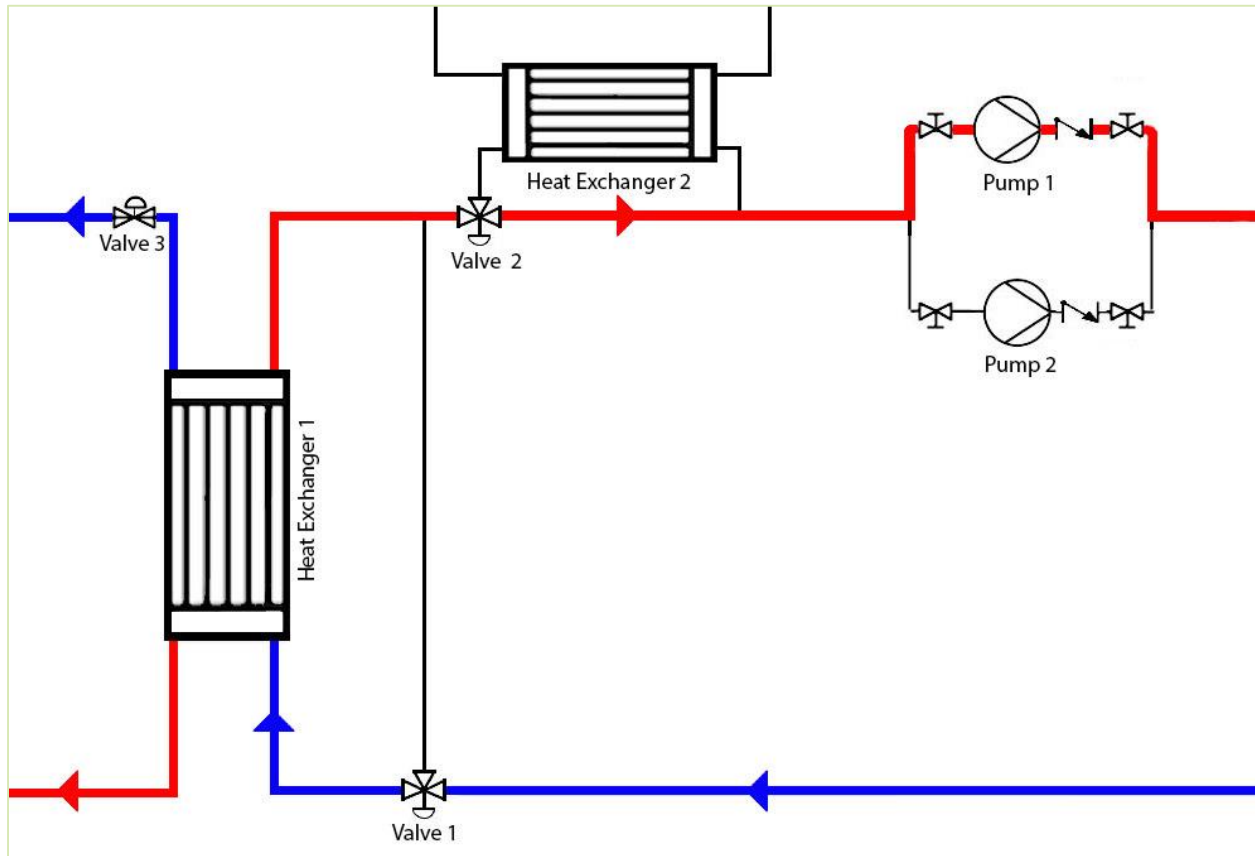 Heat Exchanger 2
Pump 1
Valve 3
Valve 2
Pump 2
Heat Exchanger 1
Valve 1